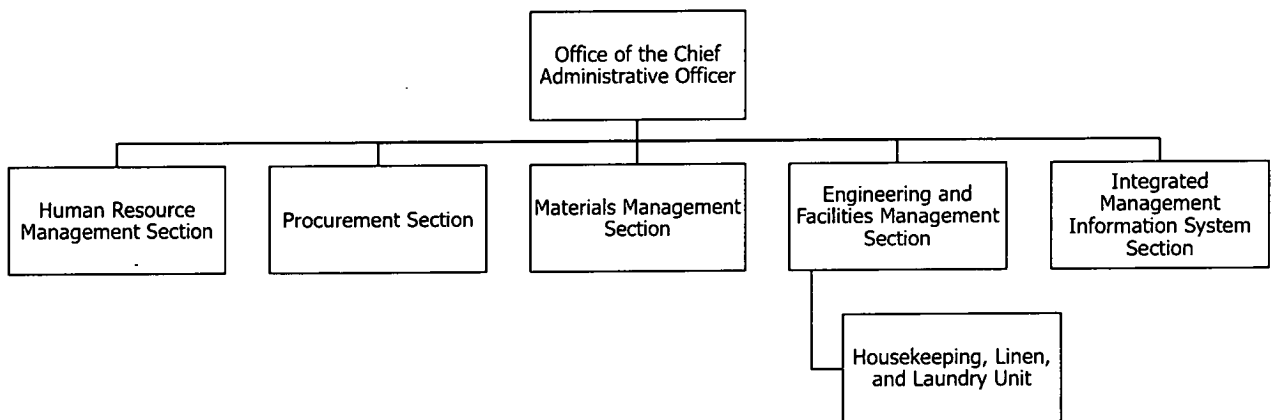 Office of the Chief
Administrative Officer
Human Resource
Management Section
Procurement Section
Materials Management
Section
Engineering and
Facilities Management
Section
Integrated
Management
Information System
Section
Housekeeping, Linen,
and Laundry Unit